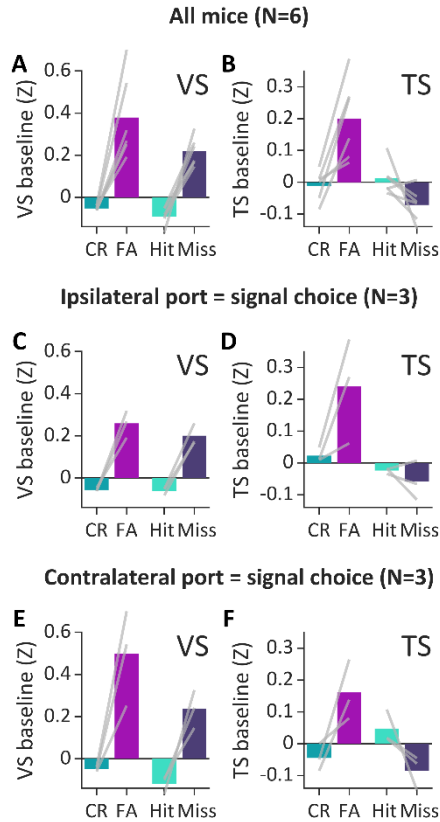 All mice (N=6)
A
VS
VS baseline (Z)
0.6
0.4
0.2
0
CR FA Hit Miss
B
TS
TS baseline (Z)
0.3
0.2
0.1
0
-0.1
CR FA Hit Miss
Ipsilateral port = signal choice (N=3)
C
VS
VS baseline (Z)
0.6
0.4
0.2
0
CR FA Hit Miss
D
TS
TS baseline (Z)
0.3
0.2
0.1
0
-0.1
CR FA Hit Miss
Contralateral port = signal choice (N=3)
E
VS
VS baseline (Z)
0.6
0.4
0.2
0
CR FA Hit Miss
F
TS
TS baseline (Z)
0.3
0.2
0.1
0
-0.1
CR FA Hit Miss